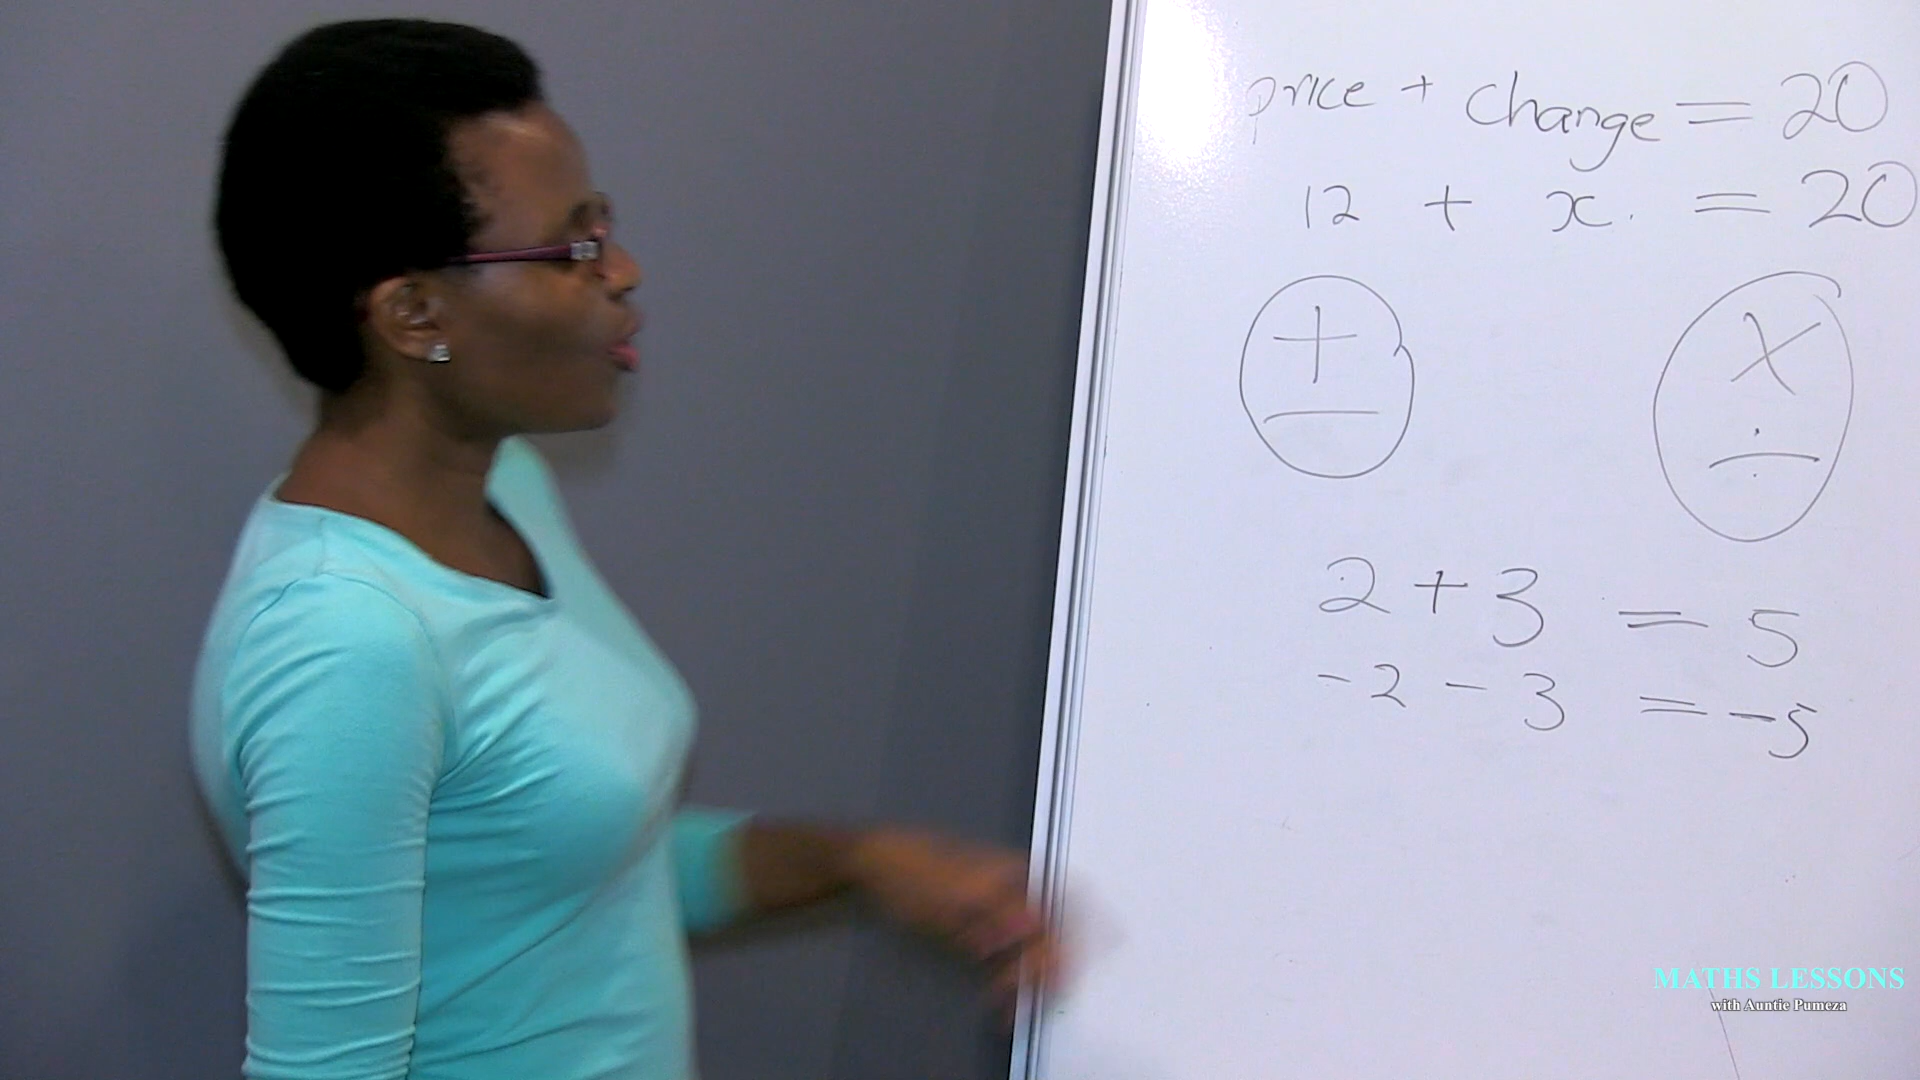 price + change = 20
12 + x = 20
+ ×
− ÷
2 + 3 = 5
-2 - 3 = -5
MATHS LESSONS
with Auntie Pumeza